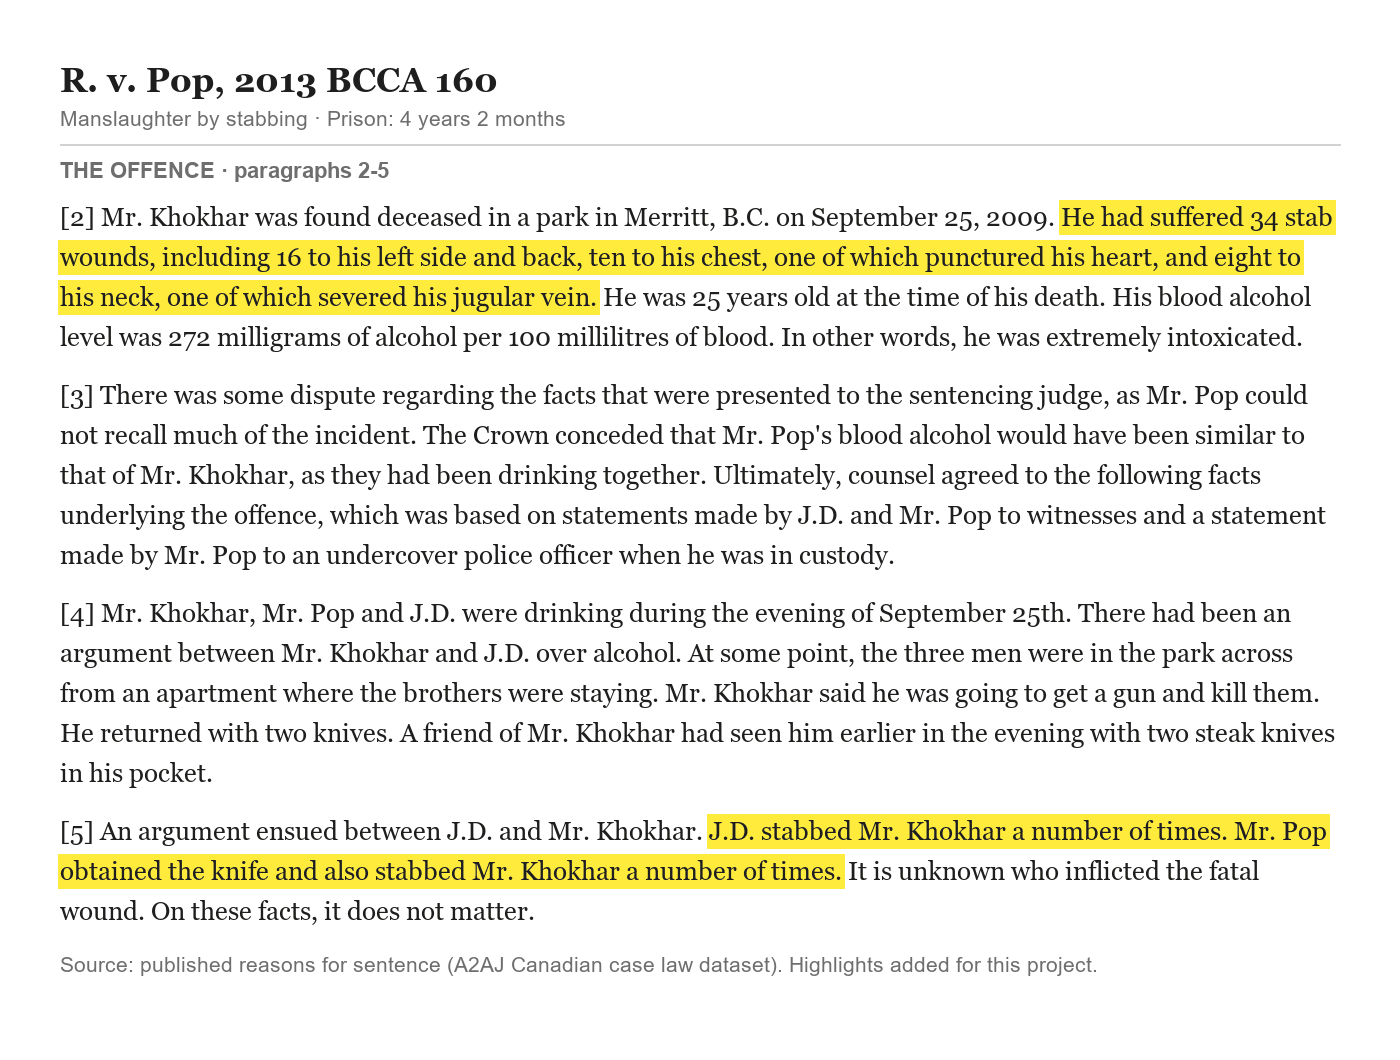 R. v. Pop, 2013 BCCA 160
Manslaughter by stabbing · Prison: 4 years 2 months
THE OFFENCE · paragraphs 2-5
[2] Mr. Khokhar was found deceased in a park in Merritt, B.C. on September 25, 2009. He had suffered 34 stab
wounds, including 16 to his left side and back, ten to his chest, one of which punctured his heart, and eight to
his neck, one of which severed his jugular vein. He was 25 years old at the time of his death. His blood alcohol
level was 272 milligrams of alcohol per 100 millilitres of blood. In other words, he was extremely intoxicated.
[3] There was some dispute regarding the facts that were presented to the sentencing judge, as Mr. Pop could
not recall much of the incident. The Crown conceded that Mr. Pop's blood alcohol would have been similar to
that of Mr. Khokhar, as they had been drinking together. Ultimately, counsel agreed to the following facts
underlying the offence, which was based on statements made by J.D. and Mr. Pop to witnesses and a statement
made by Mr. Pop to an undercover police officer when he was in custody.
[4] Mr. Khokhar, Mr. Pop and J.D. were drinking during the evening of September 25th. There had been an
argument between Mr. Khokhar and J.D. over alcohol. At some point, the three men were in the park across
from an apartment where the brothers were staying. Mr. Khokhar said he was going to get a gun and kill them.
He returned with two knives. A friend of Mr. Khokhar had seen him earlier in the evening with two steak knives
in his pocket.
[5] An argument ensued between J.D. and Mr. Khokhar. J.D. stabbed Mr. Khokhar a number of times. Mr. Pop
obtained the knife and also stabbed Mr. Khokhar a number of times. It is unknown who inflicted the fatal
wound. On these facts, it does not matter.
Source: published reasons for sentence (A2AJ Canadian case law dataset). Highlights added for this project.